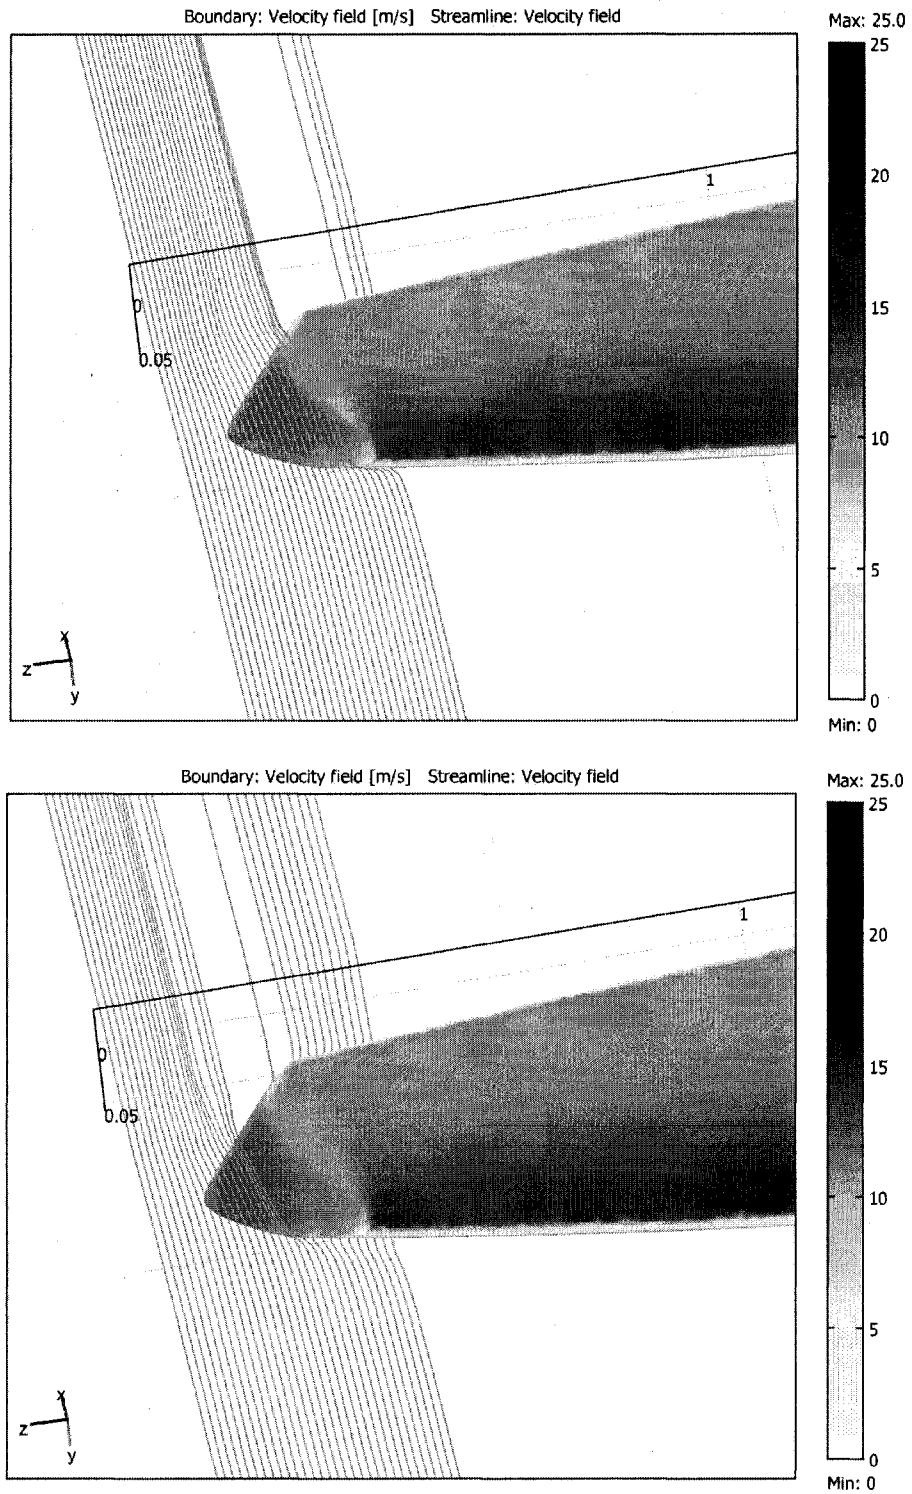 Boundary: Velocity field [m/s] Streamline: Velocity field
Max: 25.0
25
20
15
10
5
0
Min: 0
1
0
0.05
x
z
y
Boundary: Velocity field [m/s] Streamline: Velocity field
Max: 25.0
25
20
15
10
5
0
Min: 0
1
0
0.05
x
z
y